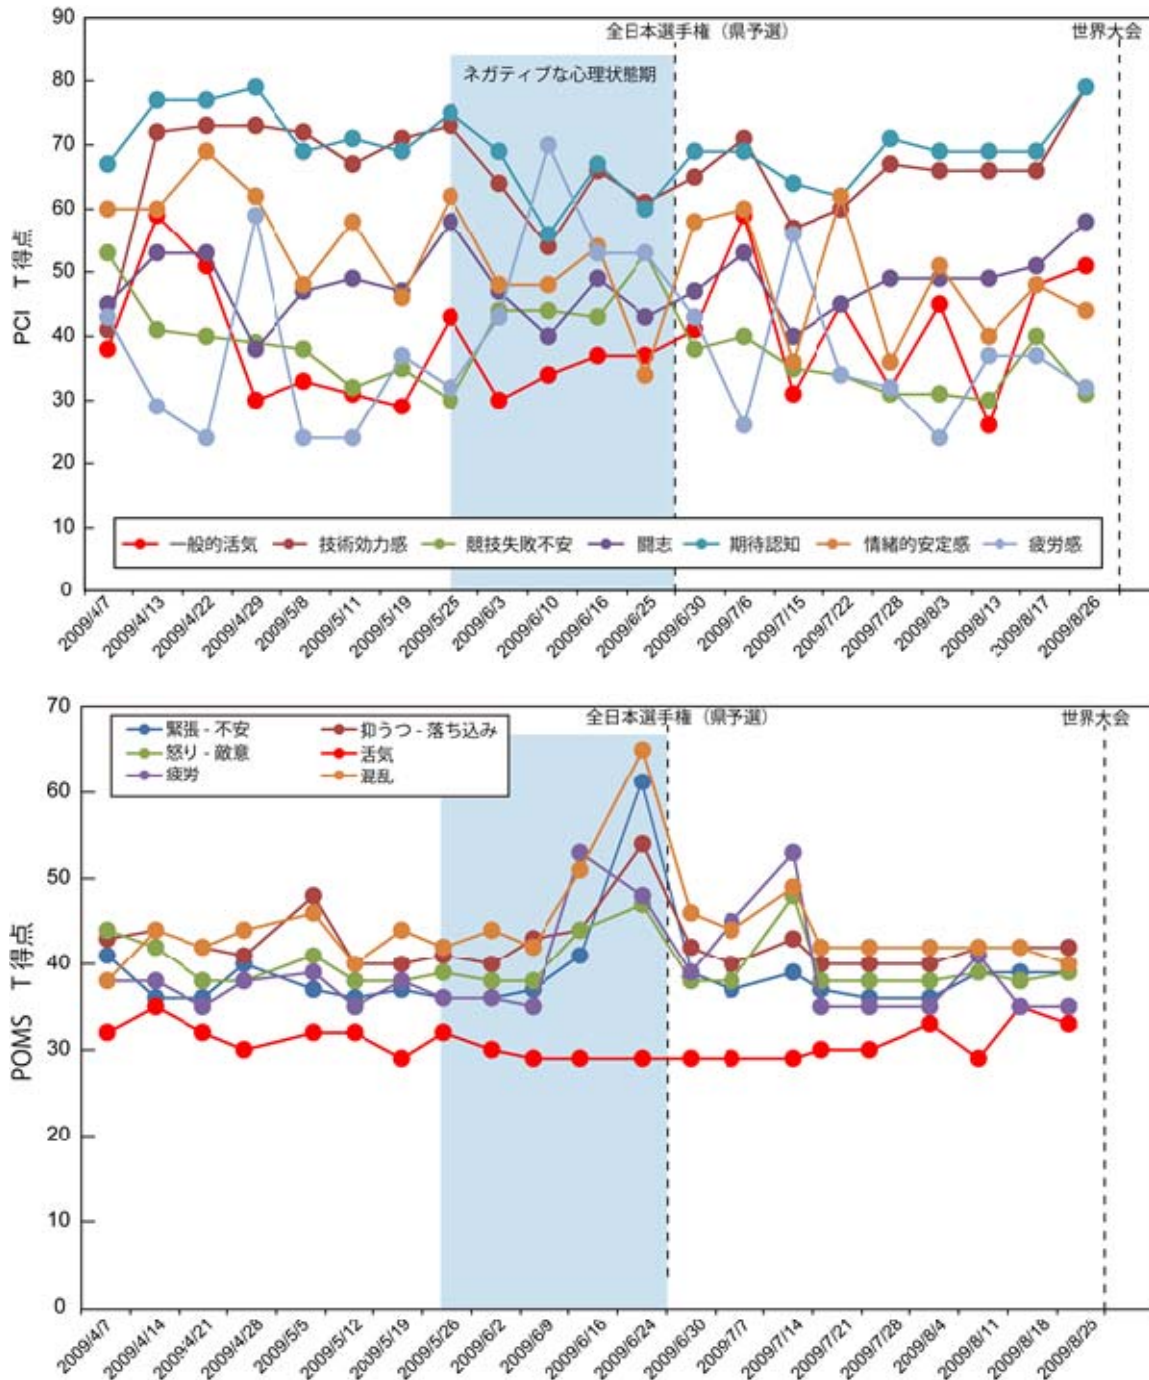 90
全日本選手権（県予選）
世界大会
80
ネガティブな心理状態期
70
60
50
40
30
20
10
0
PCI T 得点
一般的活気 技術効力感 競技失敗不安 闘志 期待認知 情緒的安定感 疲労感
2009/4/7 2009/4/13 2009/4/22 2009/4/29 2009/5/8 2009/5/11 2009/5/19 2009/5/25 2009/6/3 2009/6/10 2009/6/16 2009/6/25 2009/6/30 2009/7/6 2009/7/15 2009/7/22 2009/7/28 2009/8/3 2009/8/13 2009/8/17 2009/8/26
70
全日本選手権（県予選）
世界大会
緊張 - 不安 抑うつ - 落ち込み
怒り - 敵意 活気
疲労 混乱
60
50
40
30
20
10
0
POMS T 得点
2009/4/7 2009/4/14 2009/4/21 2009/4/28 2009/5/5 2009/5/12 2009/5/19 2009/5/26 2009/6/2 2009/6/9 2009/6/16 2009/6/24 2009/6/30 2009/7/7 2009/7/14 2009/7/21 2009/7/28 2009/8/4 2009/8/11 2009/8/18 2009/8/25